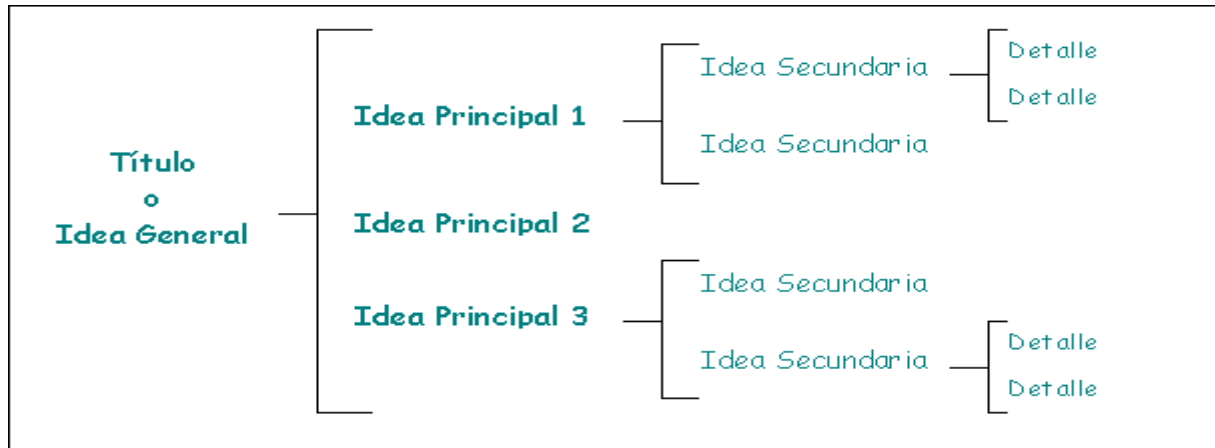 Título
o
Idea General
Idea Principal 1
Idea Secundaria
Detalle
Detalle
Idea Secundaria
Idea Principal 2
Idea Principal 3
Idea Secundaria
Idea Secundaria
Detalle
Detalle